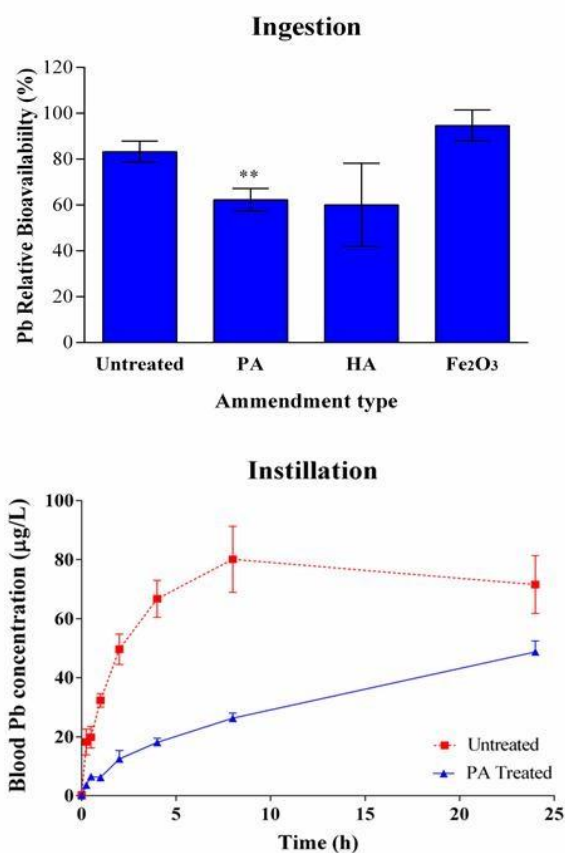 Ingestion
Pb Relative Bioavailabilty (%)
120
100
80
60
40
20
0
**
Untreated PA HA Fe₂O₃
Ammendment type
Instillation
Blood Pb concentration (µg/L)
100
80
60
40
20
0
Untreated
PA Treated
0 5 10 15 20 25
Time (h)